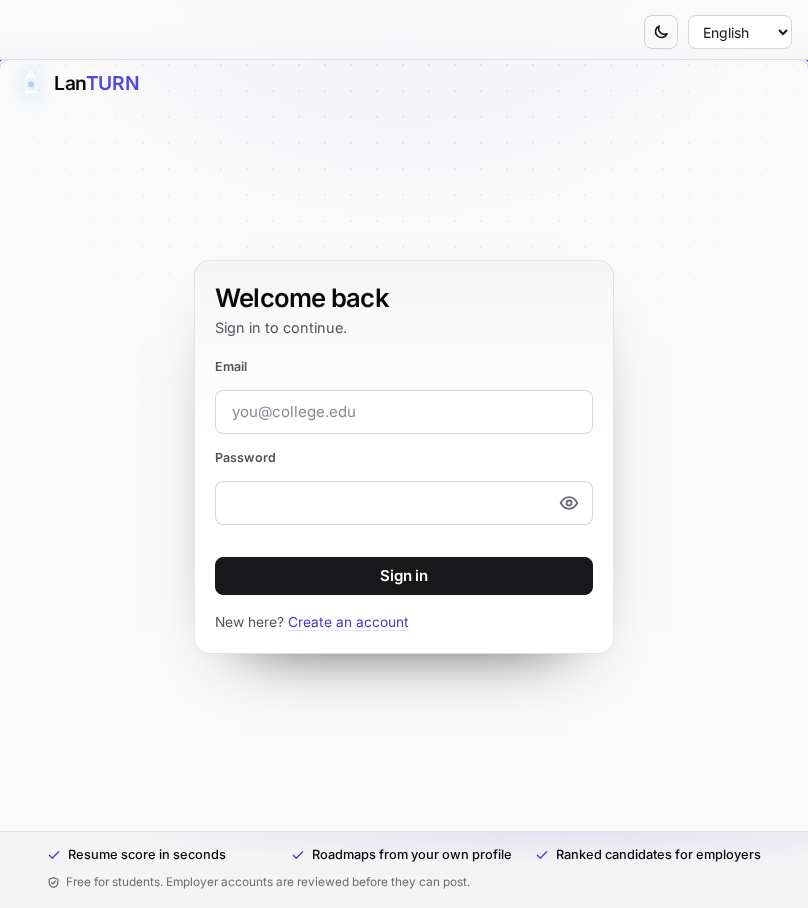 English
LanTURN
Welcome back
Sign in to continue.
Email
you@college.edu
Password
Sign in
New here? Create an account
Resume score in seconds
Roadmaps from your own profile
Ranked candidates for employers
Free for students. Employer accounts are reviewed before they can post.